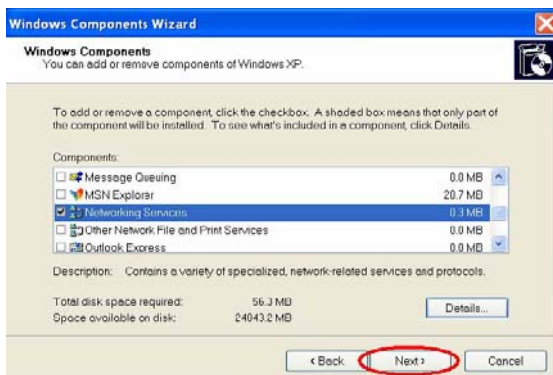 Windows Components Wizard
Windows Components
You can add or remove components of Windows XP.
To add or remove a component, click the checkbox. A shaded box means that only part of
the component will be installed. To see what's included in a component, click Details.
Components:
Message Queuing 0.0 MB
MSN Explorer 20.7 MB
Networking Services 0.3 MB
Other Network File and Print Services 0.0 MB
Outlook Express 0.0 MB
Description: Contains a variety of specialized, network-related services and protocols.
Total disk space required: 56.3 MB
Space available on disk: 24043.2 MB
Details...
< Back Next > Cancel